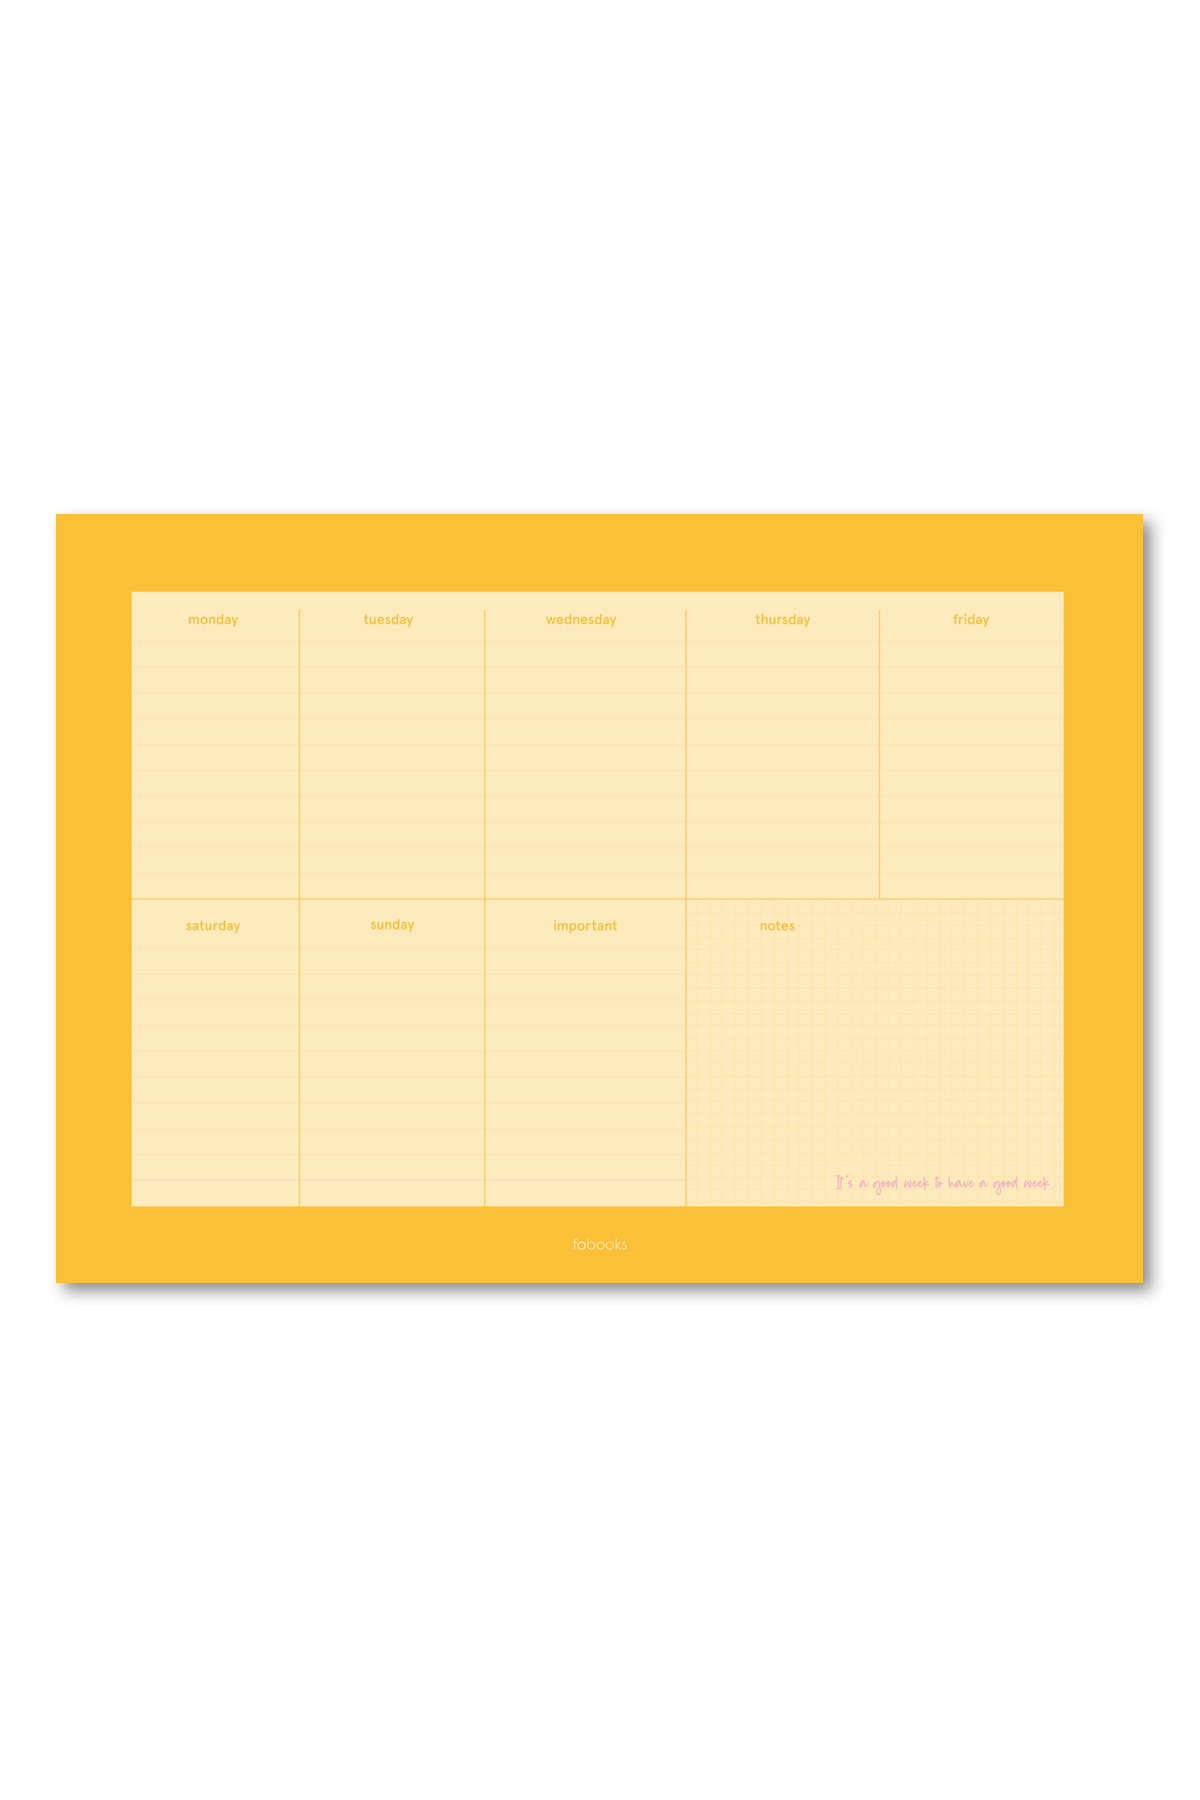 monday tuesday wednesday thursday friday
saturday sunday important notes
It's a good week to have a good week
fabooks